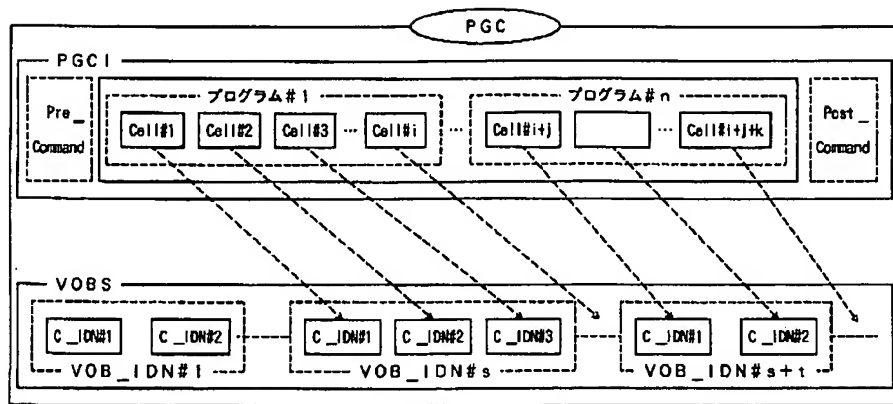 PGC
PGCI
プログラム#1
プログラム#n
Pre_
Command
Cell#1
Cell#2
Cell#3
…
Cell#i
…
Cell#i+j
…
Cell#i+j+k
Post_
Command
VOBS
C_IDN#1
C_IDN#2
C_IDN#1
C_IDN#2
C_IDN#3
C_IDN#1
C_IDN#2
VOB_IDN#1
VOB_IDN#s
VOB_IDN#s+t